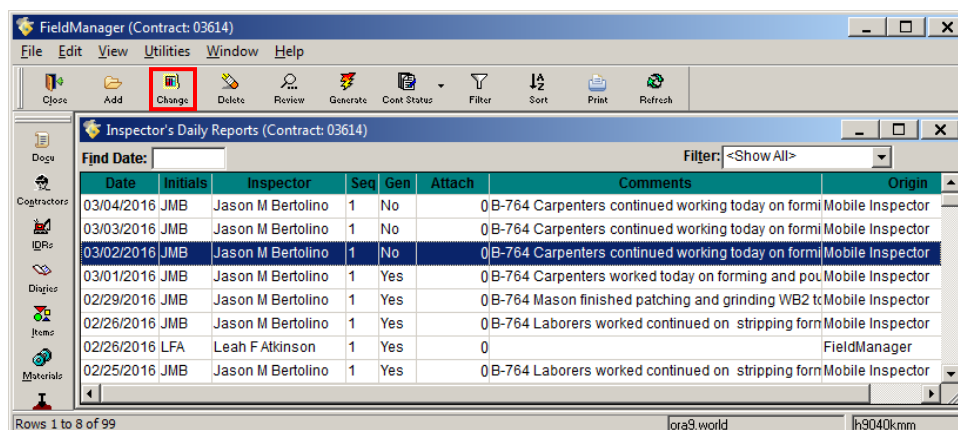 FieldManager (Contract: 03614)
File Edit View Utilities Window Help
Close Add Change Delete Review Generate Cont Status Filter Sort Print Refresh
Inspector's Daily Reports (Contract: 03614)
Find Date: Filter: <Show All>
Date Initials Inspector Seq Gen Attach Comments Origin
03/04/2016 JMB Jason M Bertolino 1 No 0 B-764 Carpenters continued working today on formi Mobile Inspector
03/03/2016 JMB Jason M Bertolino 1 No 0 B-764 Carpenters continued working today on formi Mobile Inspector
03/02/2016 JMB Jason M Bertolino 1 No 0 B-764 Carpenters continued working today on formi Mobile Inspector
03/01/2016 JMB Jason M Bertolino 1 Yes 0 B-764 Carpenters worked today on forming and pou Mobile Inspector
02/29/2016 JMB Jason M Bertolino 1 Yes 0 B-764 Mason finished patching and grinding WB2 to Mobile Inspector
02/26/2016 JMB Jason M Bertolino 1 Yes 0 B-764 Laborers worked continued on stripping form Mobile Inspector
02/26/2016 LFA Leah F Atkinson 1 Yes 0 FieldManager
02/25/2016 JMB Jason M Bertolino 1 Yes 0 B-764 Laborers worked continued on stripping form Mobile Inspector
Docu
Contractors
IDRs
Diaries
Items
Materials
Rows 1 to 8 of 99 ora9.world h9040kmm